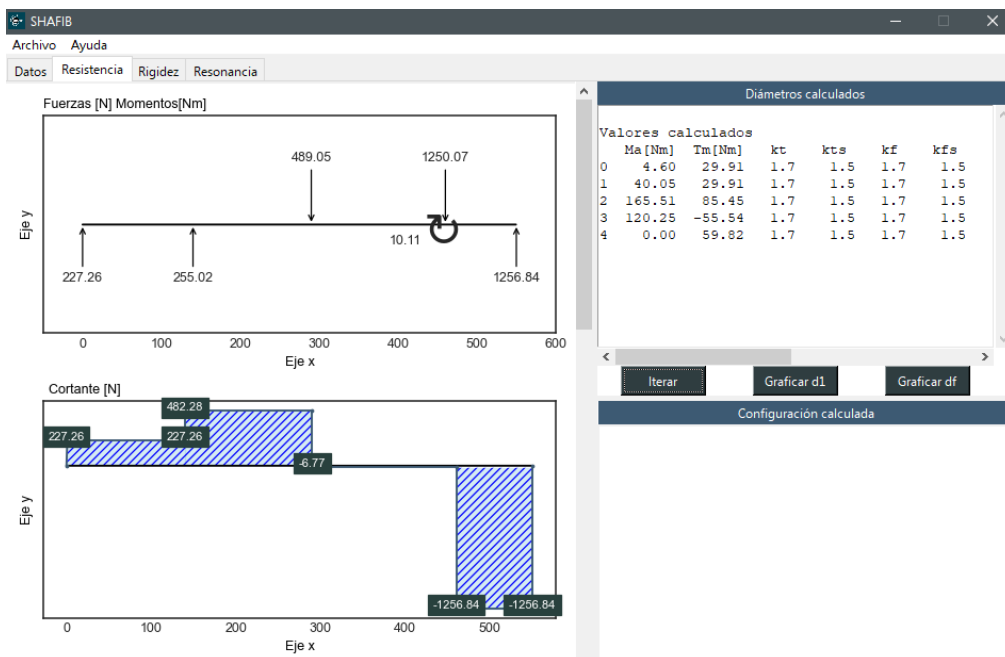 SHAFIB
Archivo Ayuda
Datos Resistencia Rigidez Resonancia
Fuerzas [N] Momentos[Nm]
489.05 1250.07
Eje y
10.11
227.26 255.02 1256.84
0 100 200 300 400 500 600
Eje x
Cortante [N]
482.28
227.26 227.26
-6.77
Eje y
-1256.84 -1256.84
0 100 200 300 400 500
Eje x
Diámetros calculados
Valores calculados
Ma[Nm] Tm[Nm] kt kts kf kfs
0 4.60 29.91 1.7 1.5 1.7 1.5
1 40.05 29.91 1.7 1.5 1.7 1.5
2 165.51 85.45 1.7 1.5 1.7 1.5
3 120.25 -55.54 1.7 1.5 1.7 1.5
4 0.00 59.82 1.7 1.5 1.7 1.5
Iterar Graficar d1 Graficar df
Configuración calculada